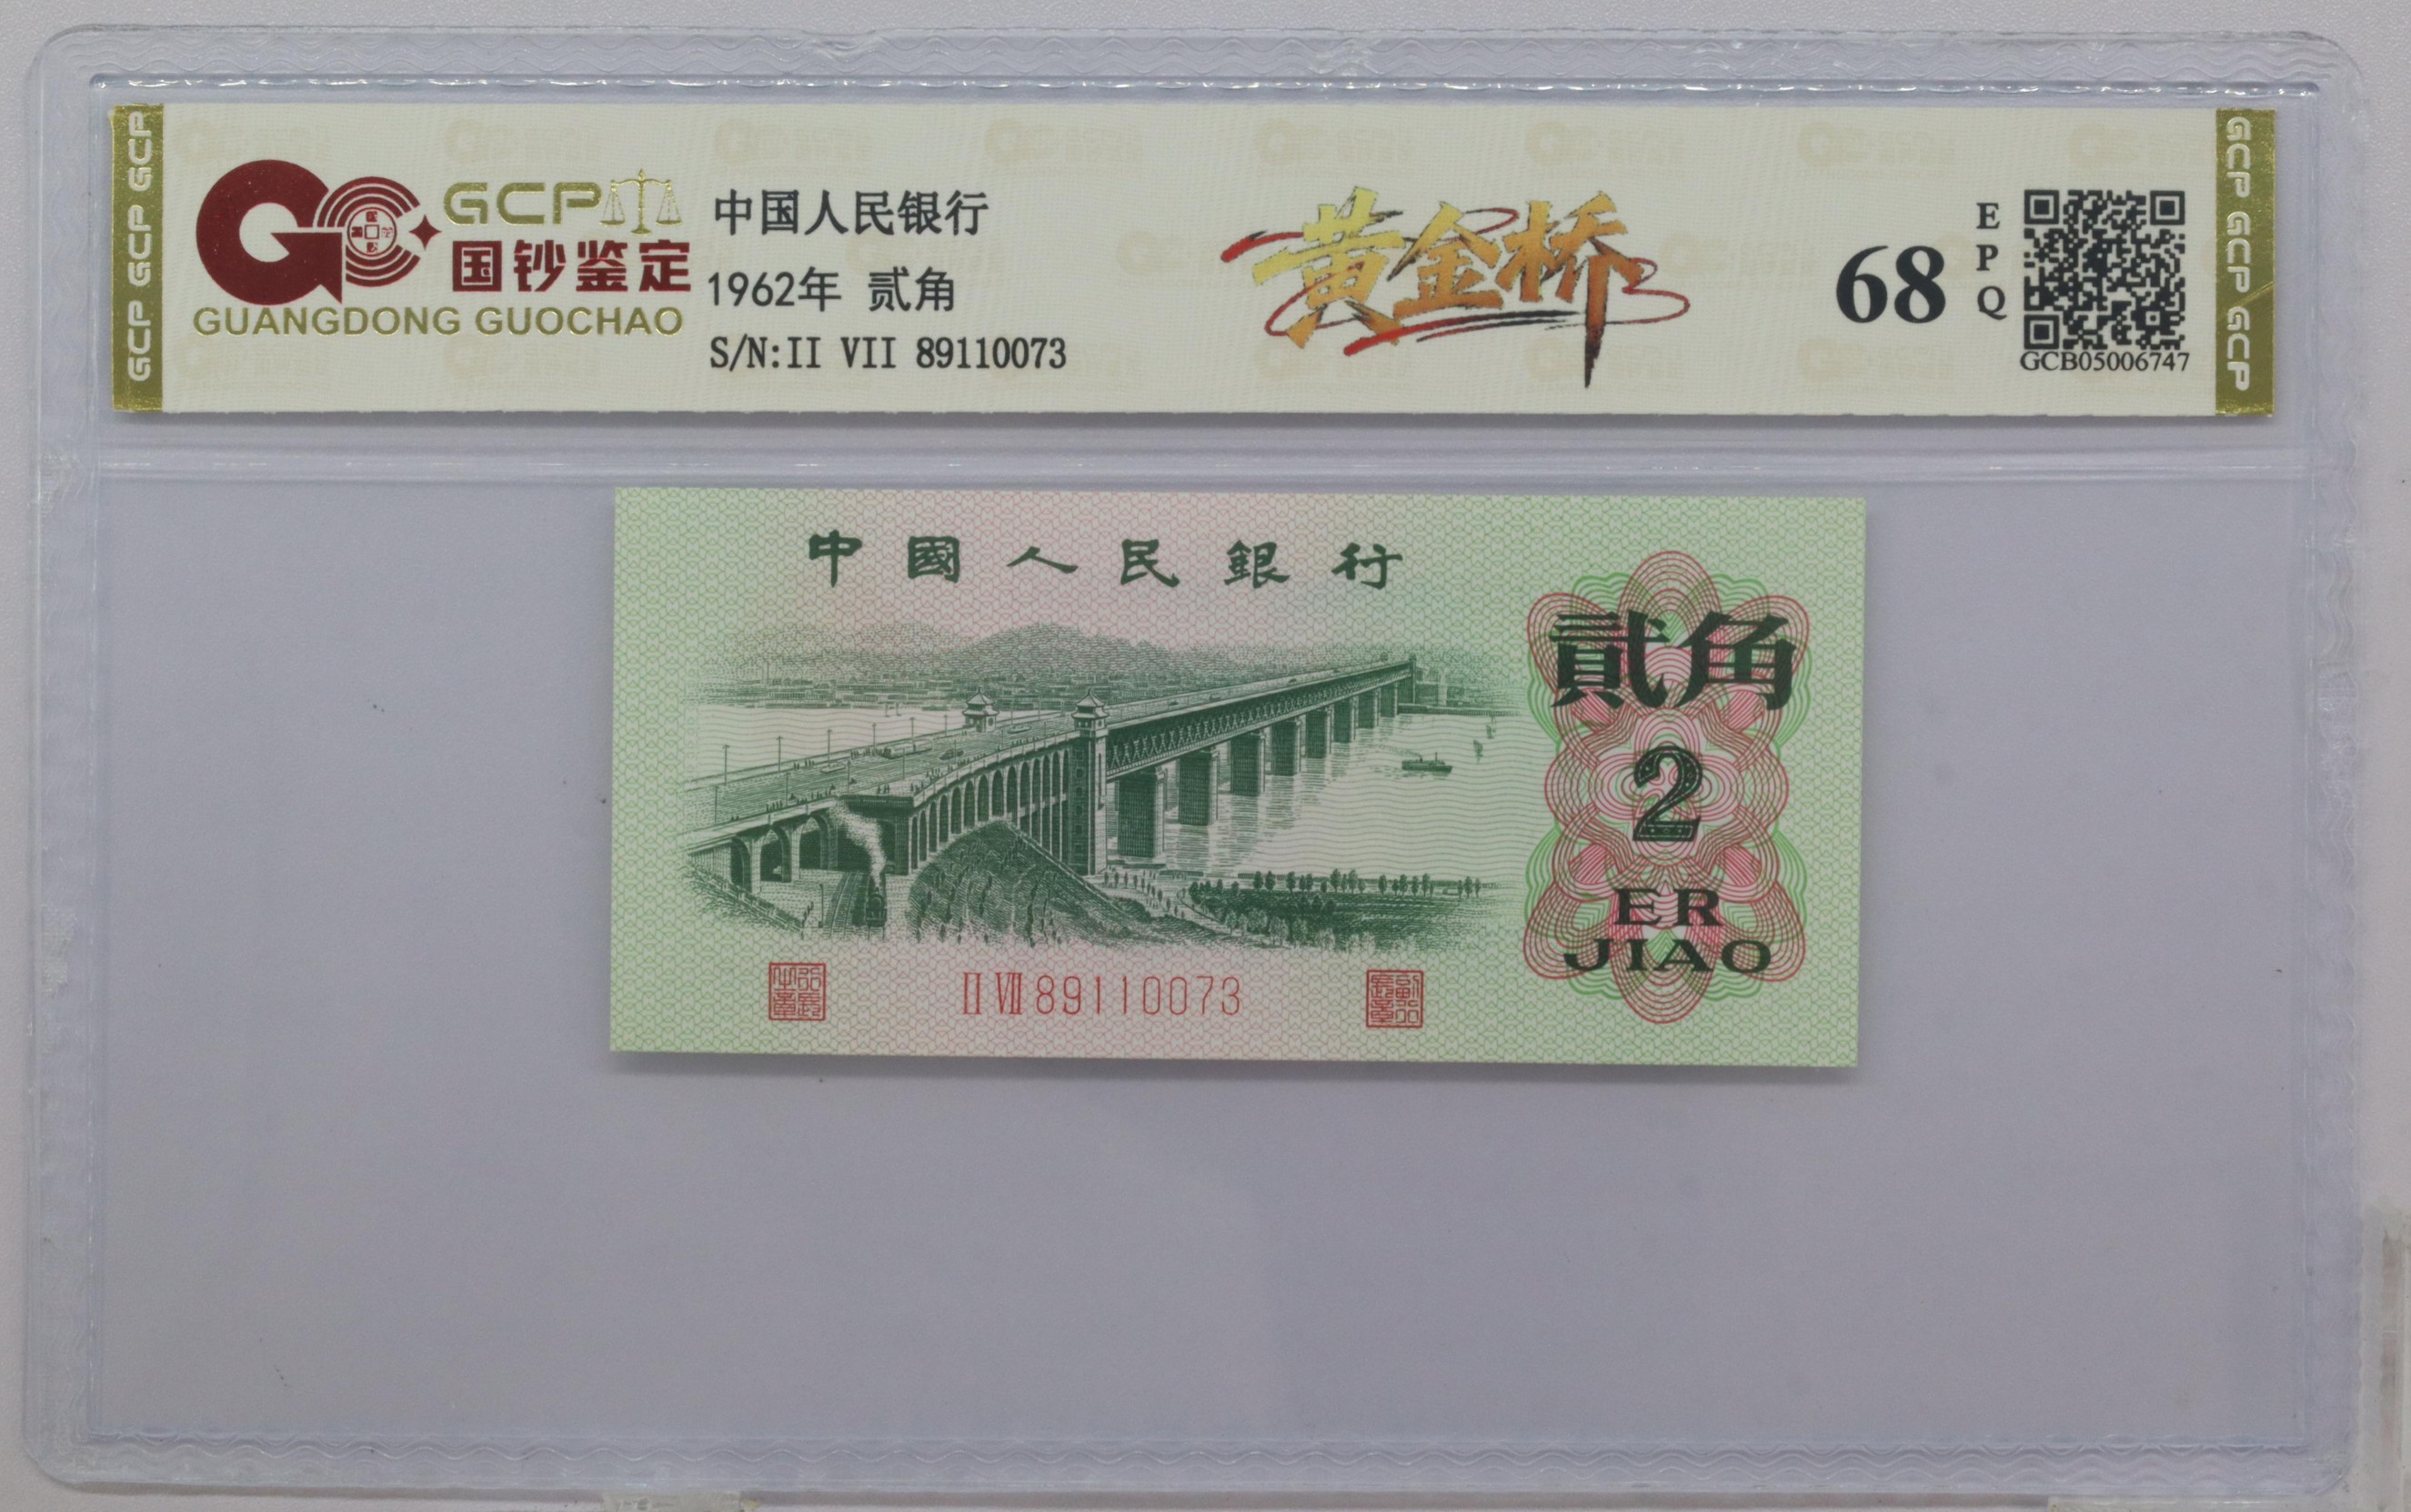 GCP GCP GCP
GCP
国钞鉴定
GUANGDONG GUOCHAO
中国人民银行
1962年 贰角
S/N:II VII 89110073
黄金桥
68
EPQ
GCB05006747
GCP GCP GCP
中國人民銀行
貳角
2
ER
JIAO
II VII 89110073